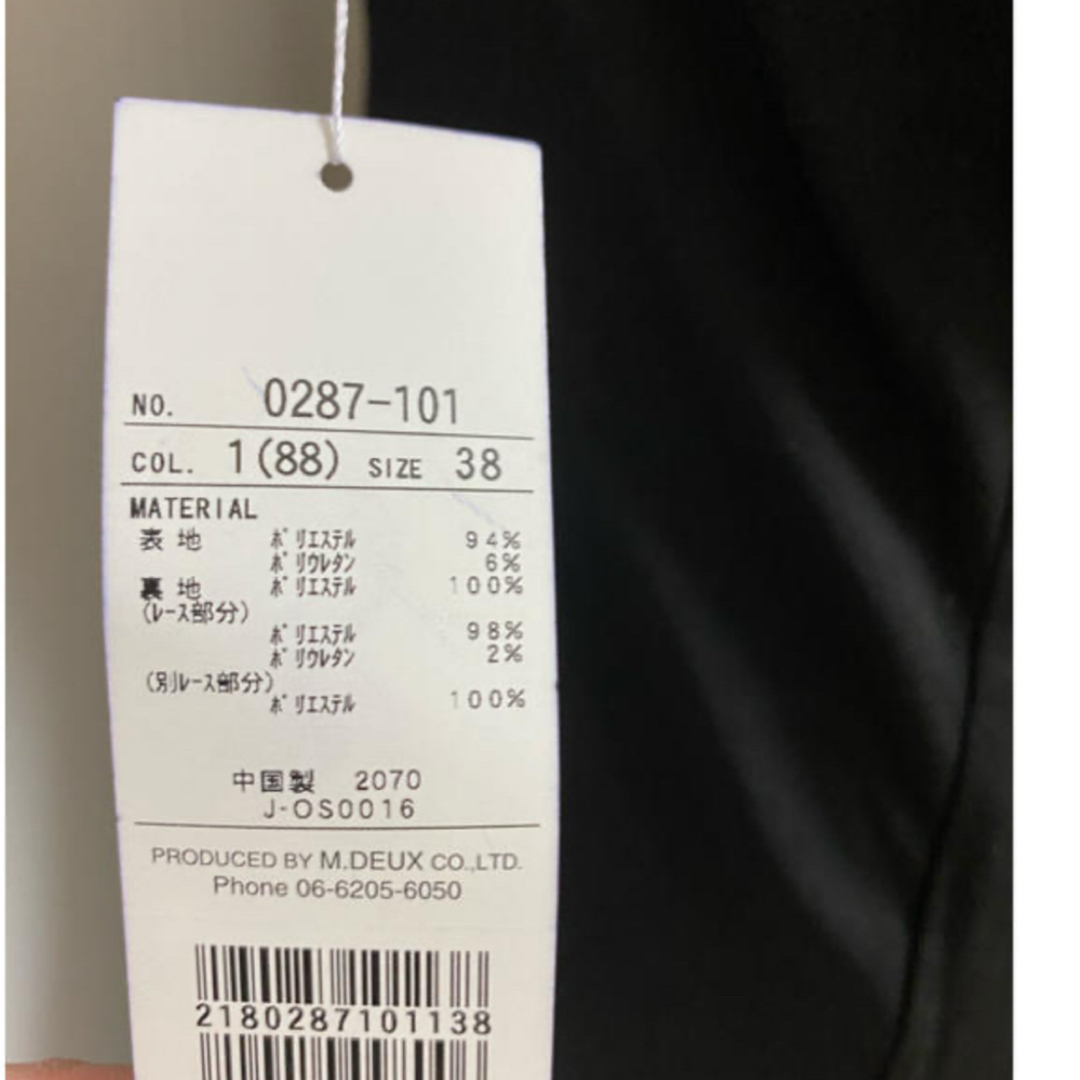 NO. 0287-101
COL. 1(88) SIZE 38
MATERIAL
表地 ポリエステル 94%
ポリウレタン 6%
裏地 ポリエステル 100%
(レース部分)
ポリエステル 98%
ポリウレタン 2%
(別レース部分)
ポリエステル 100%
中国製 2070
J-OS0016
PRODUCED BY M.DEUX CO.,LTD.
Phone 06-6205-6050
2180287101138